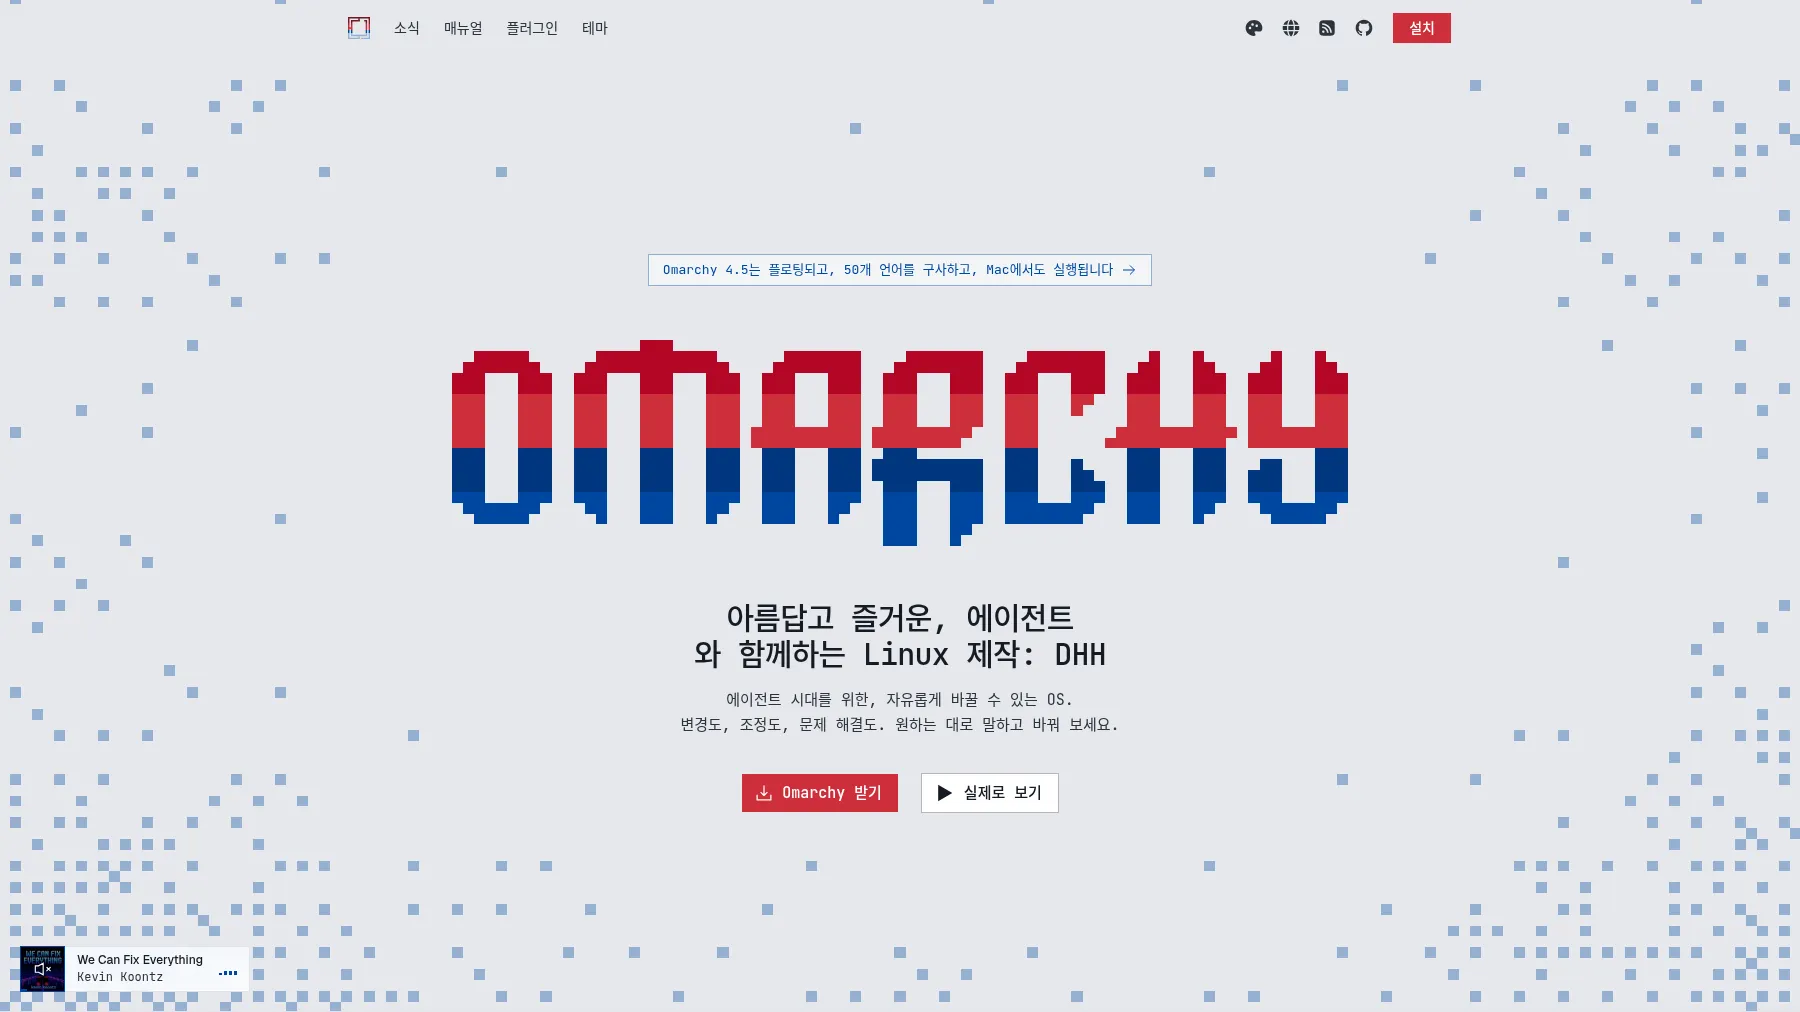 소식
매뉴얼
플러그인
테마
설치
Omarchy 4.5는 플로팅되고, 50개 언어를 구사하고, Mac에서도 실행됩니다 →
OMARCHY
아름답고 즐거운, 에이전트
와 함께하는 Linux 제작: DHH
에이전트 시대를 위한, 자유롭게 바꿀 수 있는 OS.
변경도, 조정도, 문제 해결도. 원하는 대로 말하고 바꿔 보세요.
Omarchy 받기
실제로 보기
WE CAN FIX
EVERYTHING
We Can Fix Everything
Kevin Koontz